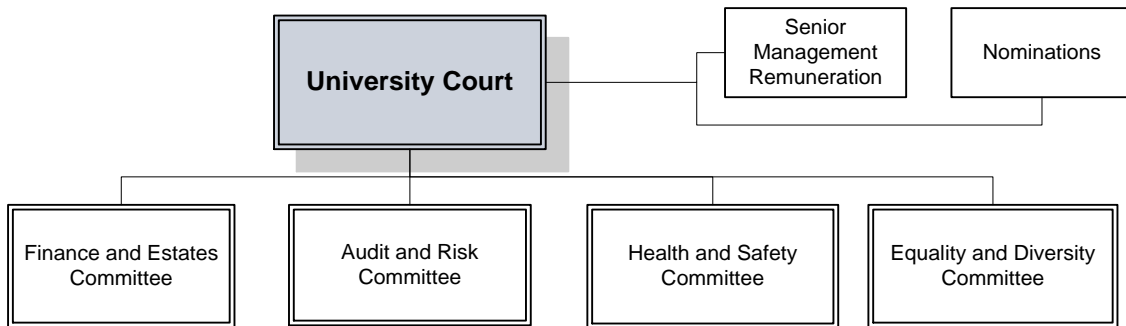 University Court
Senior
Management
Remuneration
Nominations
Finance and Estates
Committee
Audit and Risk
Committee
Health and Safety
Committee
Equality and Diversity
Committee